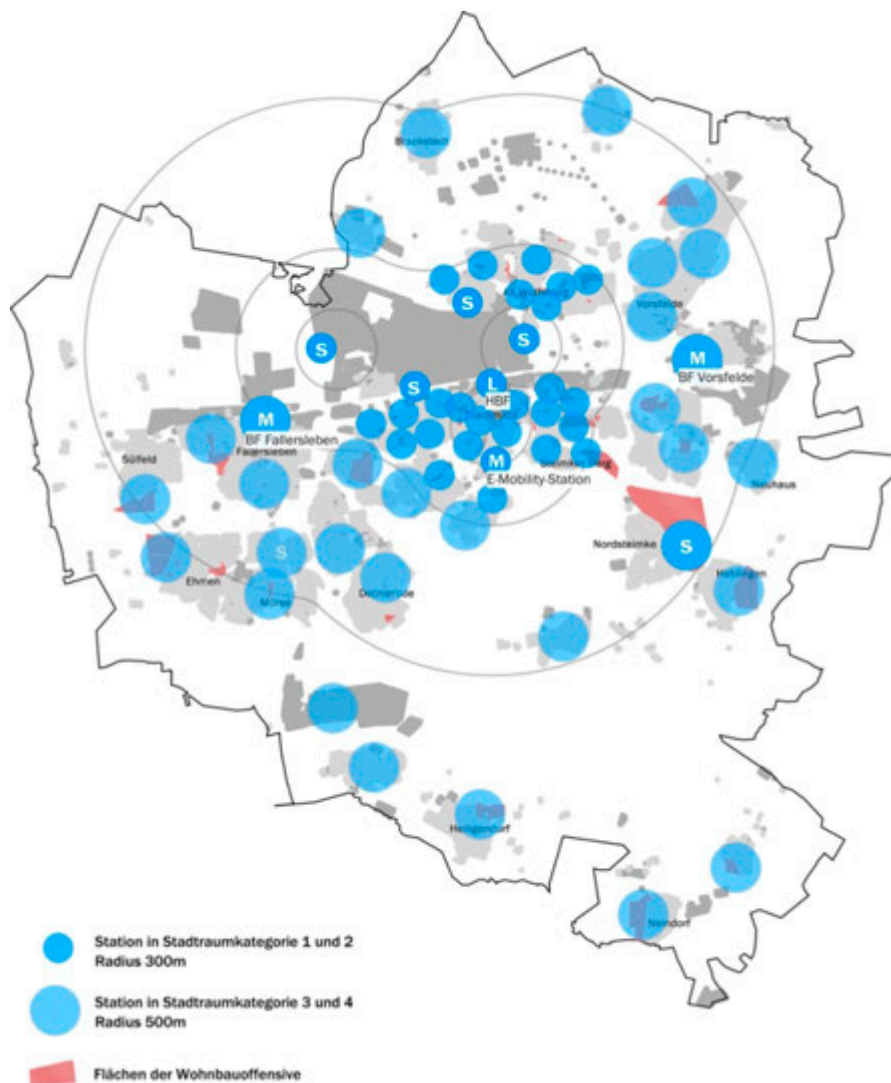 Brackstedt
Vorsfelde
S
S
S
M
BF Vorsfelde
S
L
HBF
M
BF Fallersleben
Fallersleben
Sülfeld
M
E-Mobility-Station
Neuhaus
Nordsteimke
S
Hehlingen
S
Ehmen
Mörse
Detmerode
Heiligendorf
Neindorf
Station in Stadtraumkategorie 1 und 2
Radius 300m
Station in Stadtraumkategorie 3 und 4
Radius 500m
Flächen der Wohnbauoffensive